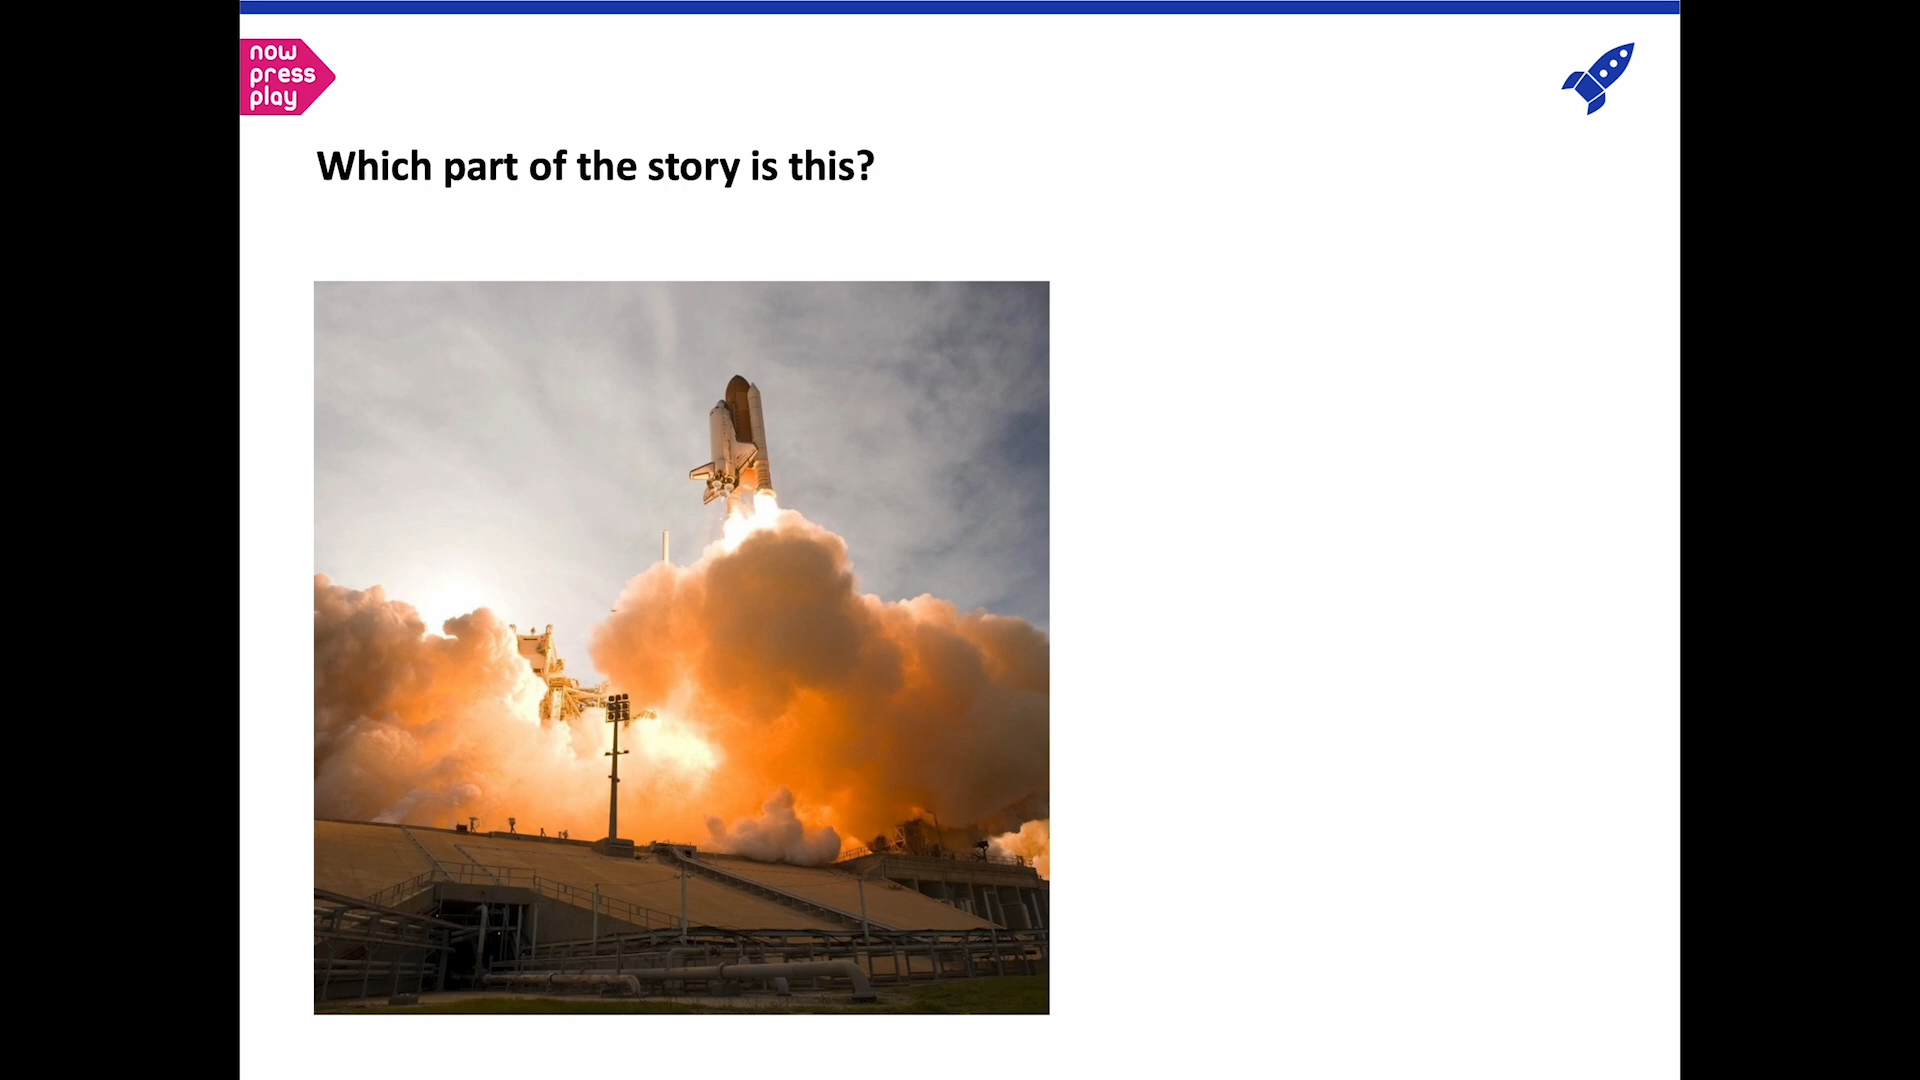 now
press
play
Which part of the story is this?